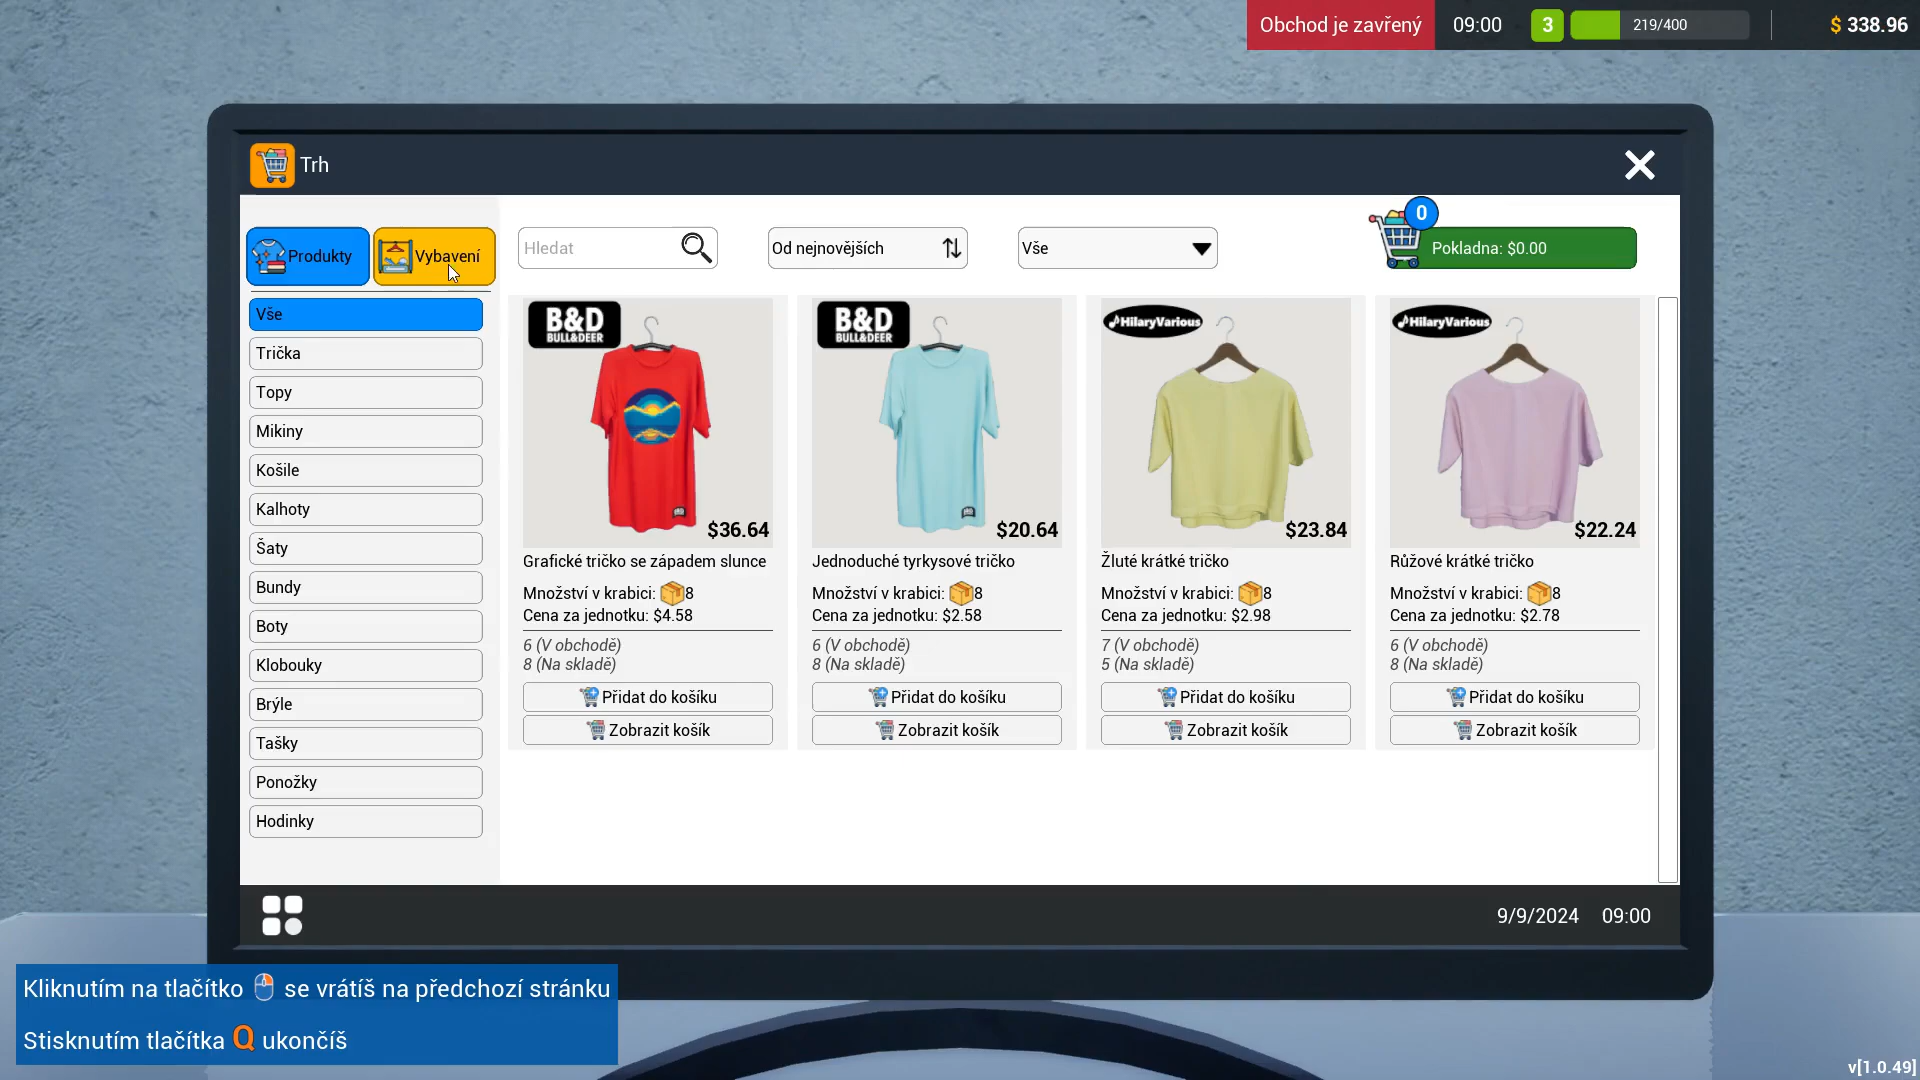 Obchod je zavřený
09:00
3
219/400
$ 338.96
Trh
Produkty
Vybavení
Hledat
Od nejnovějších
Vše
0
Pokladna: $0.00
Vše
Trička
Topy
Mikiny
Košile
Kalhoty
Šaty
Bundy
Boty
Klobouky
Brýle
Tašky
Ponožky
Hodinky
B&D
BULL&DEER
$36.64
Grafické tričko se západem slunce
Množství v krabici: 8
Cena za jednotku: $4.58
6 (V obchodě)
8 (Na skladě)
Přidat do košíku
Zobrazit košík
B&D
BULL&DEER
$20.64
Jednoduché tyrkysové tričko
Množství v krabici: 8
Cena za jednotku: $2.58
6 (V obchodě)
8 (Na skladě)
Přidat do košíku
Zobrazit košík
HilaryVarious
$23.84
Žluté krátké tričko
Množství v krabici: 8
Cena za jednotku: $2.98
7 (V obchodě)
5 (Na skladě)
Přidat do košíku
Zobrazit košík
HilaryVarious
$22.24
Růžové krátké tričko
Množství v krabici: 8
Cena za jednotku: $2.78
6 (V obchodě)
8 (Na skladě)
Přidat do košíku
Zobrazit košík
9/9/2024 09:00
Kliknutím na tlačítko se vrátíš na předchozí stránku
Stisknutím tlačítka Q ukončíš
v[1.0.49]